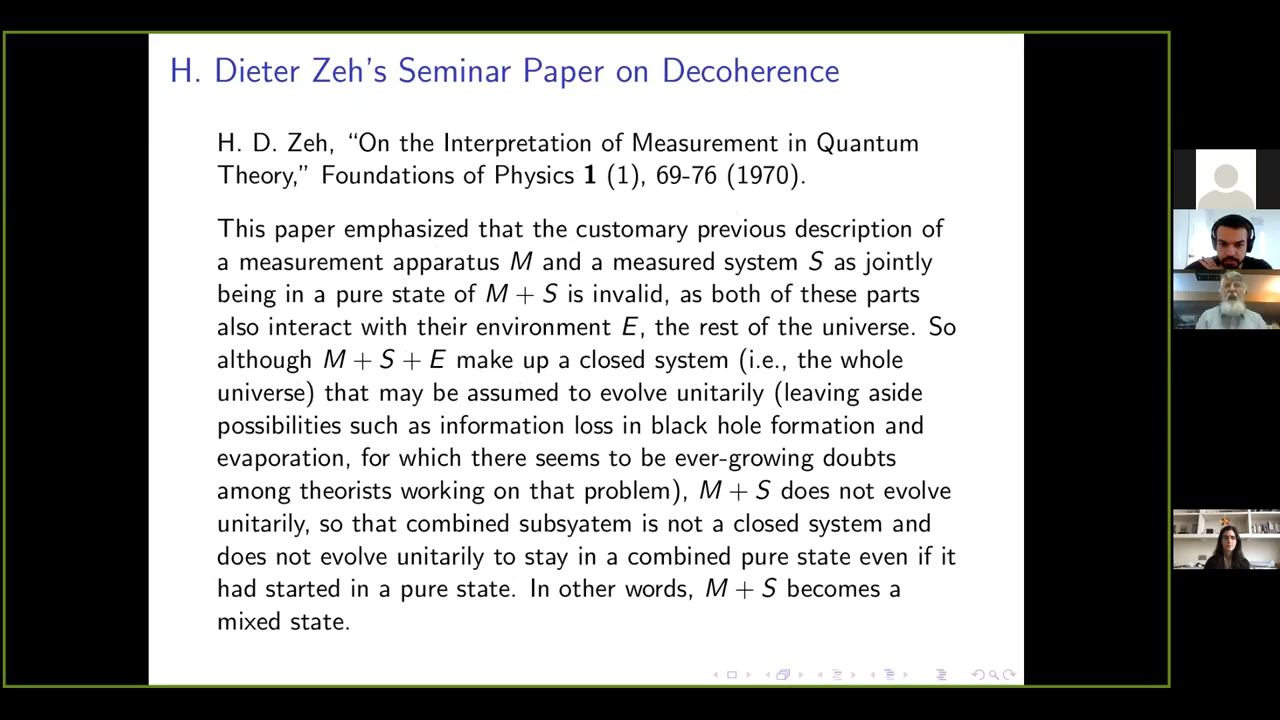 H. Dieter Zeh's Seminar Paper on Decoherence
H. D. Zeh, “On the Interpretation of Measurement in Quantum
Theory,” Foundations of Physics 1 (1), 69-76 (1970).
This paper emphasized that the customary previous description of
a measurement apparatus M and a measured system S as jointly
being in a pure state of M + S is invalid, as both of these parts
also interact with their environment E, the rest of the universe. So
although M + S + E make up a closed system (i.e., the whole
universe) that may be assumed to evolve unitarily (leaving aside
possibilities such as information loss in black hole formation and
evaporation, for which there seems to be ever-growing doubts
among theorists working on that problem), M + S does not evolve
unitarily, so that combined subsyatem is not a closed system and
does not evolve unitarily to stay in a combined pure state even if it
had started in a pure state. In other words, M + S becomes a
mixed state.